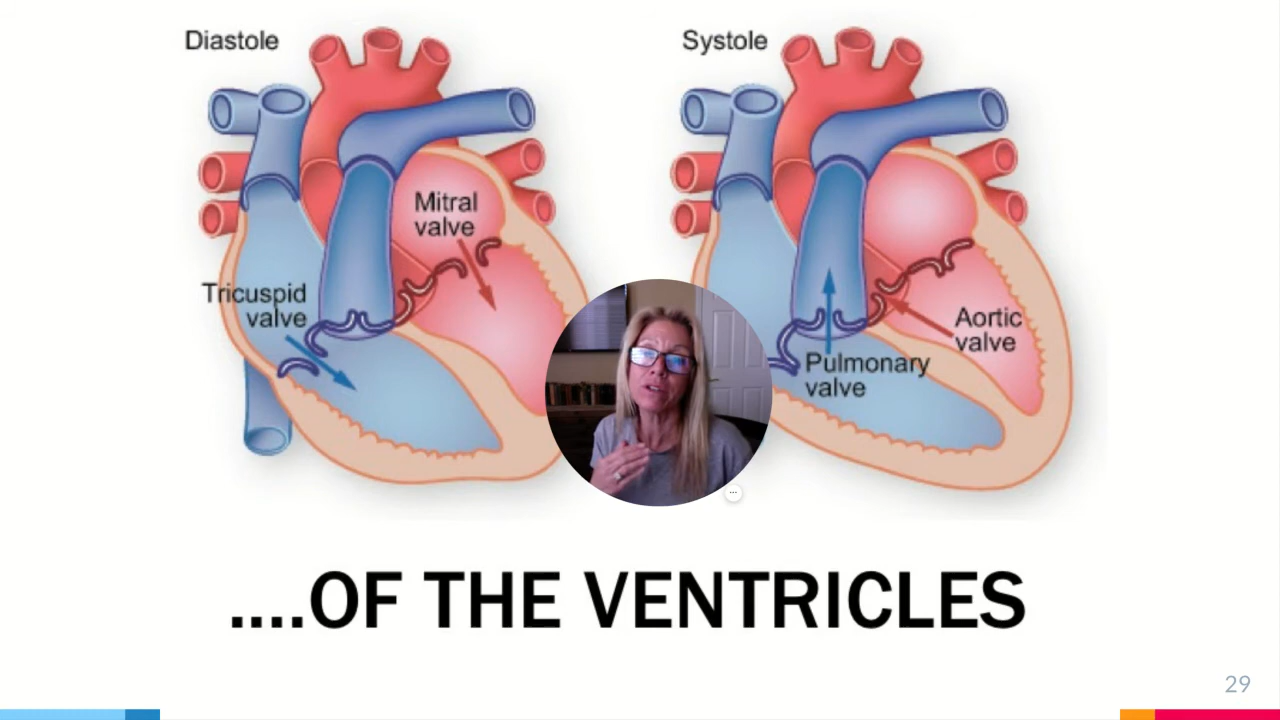 Diastole
Systole
Mitral
valve
Tricuspid
valve
Aortic
valve
Pulmonary
valve
....OF THE VENTRICLES
29